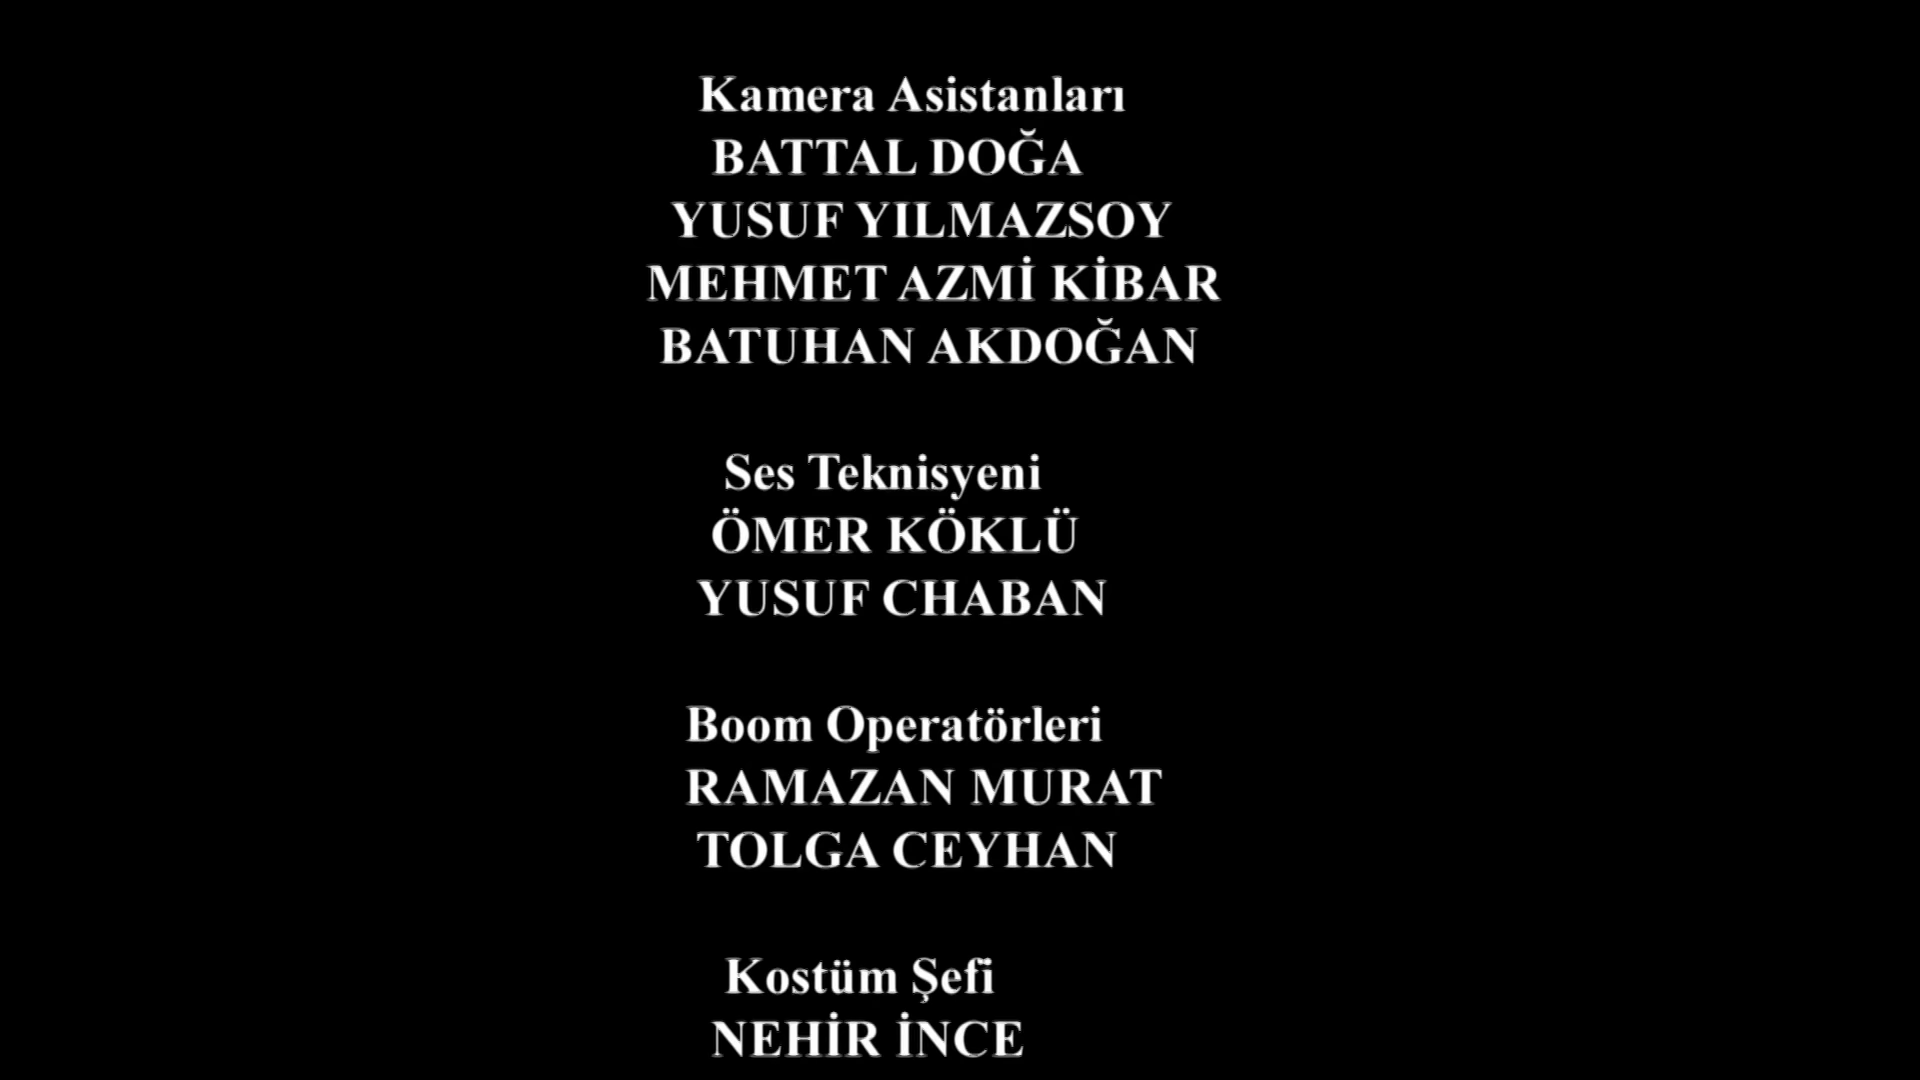 Kamera Asistanları
BATTAL DOĞA
YUSUF YILMAZSOY
MEHMET AZMİ KİBAR
BATUHAN AKDOĞAN
Ses Teknisyeni
ÖMER KÖKLÜ
YUSUF CHABAN
Boom Operatörleri
RAMAZAN MURAT
TOLGA CEYHAN
Kostüm Şefi
NEHİR İNCE